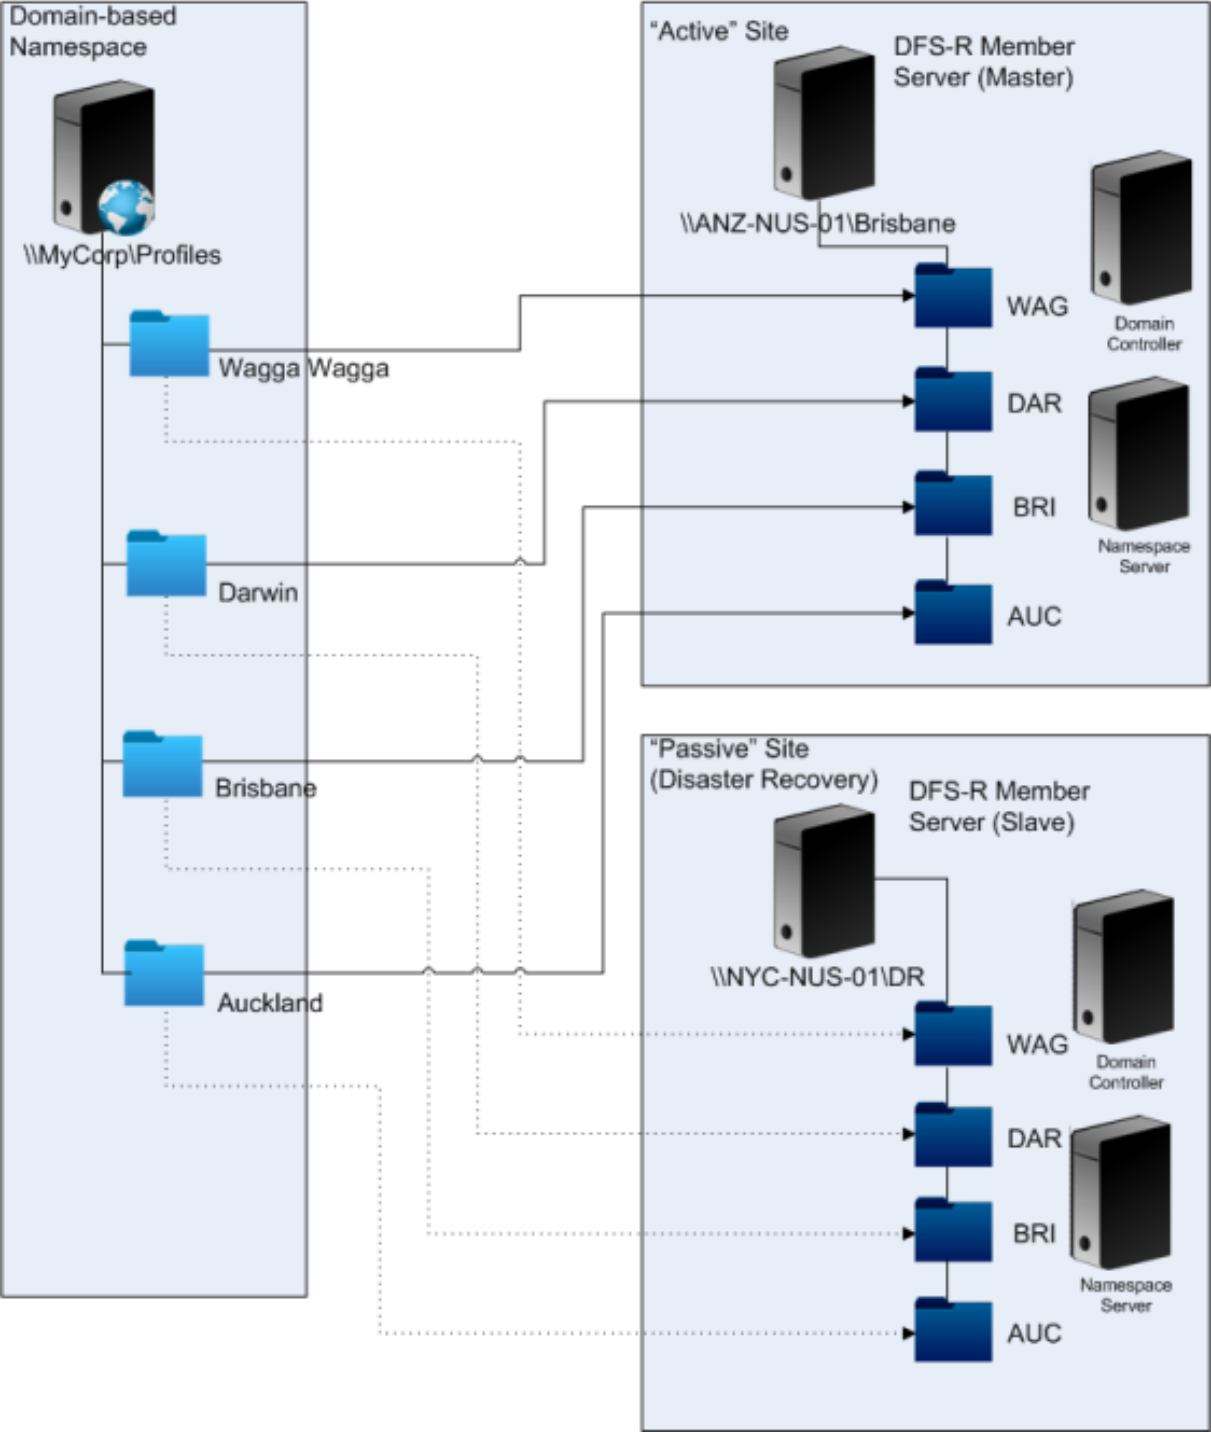 Domain-based
Namespace
\\MyCorp\Profiles
Wagga Wagga
Darwin
Brisbane
Auckland
“Active” Site
DFS-R Member
Server (Master)
\\ANZ-NUS-01\Brisbane
WAG
DAR
BRI
AUC
Domain
Controller
Namespace
Server
“Passive” Site
(Disaster Recovery)
DFS-R Member
Server (Slave)
\\NYC-NUS-01\DR
WAG
DAR
BRI
AUC
Domain
Controller
Namespace
Server